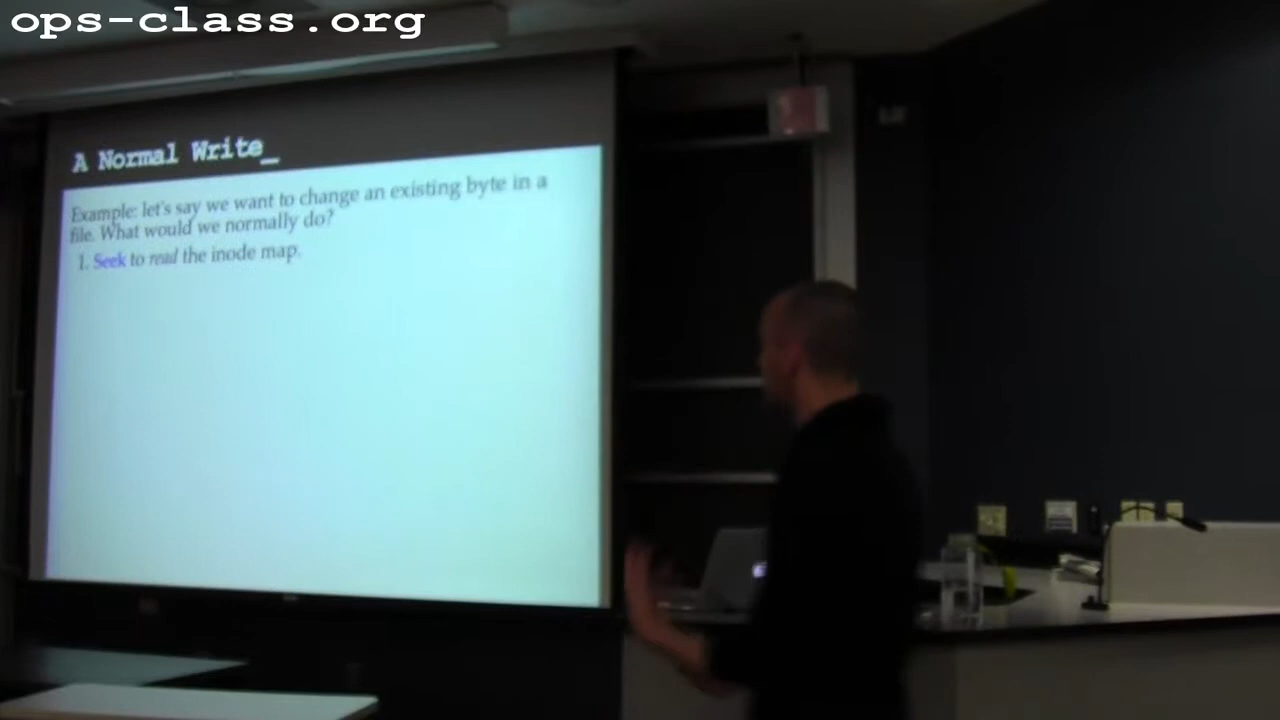 ops-class.org
A Normal Write_
Example: let's say we want to change an existing byte in a
file. What would we normally do?
1. Seek to read the inode map.